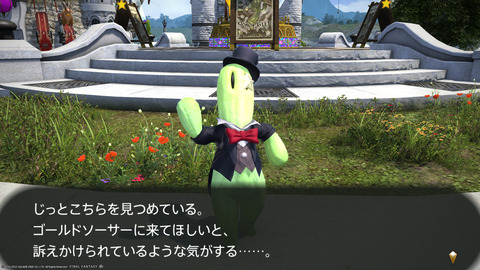 じっとこちらを見つめている。
ゴールドソーサーに来てほしいと、
訴えかけられているような気がする……。